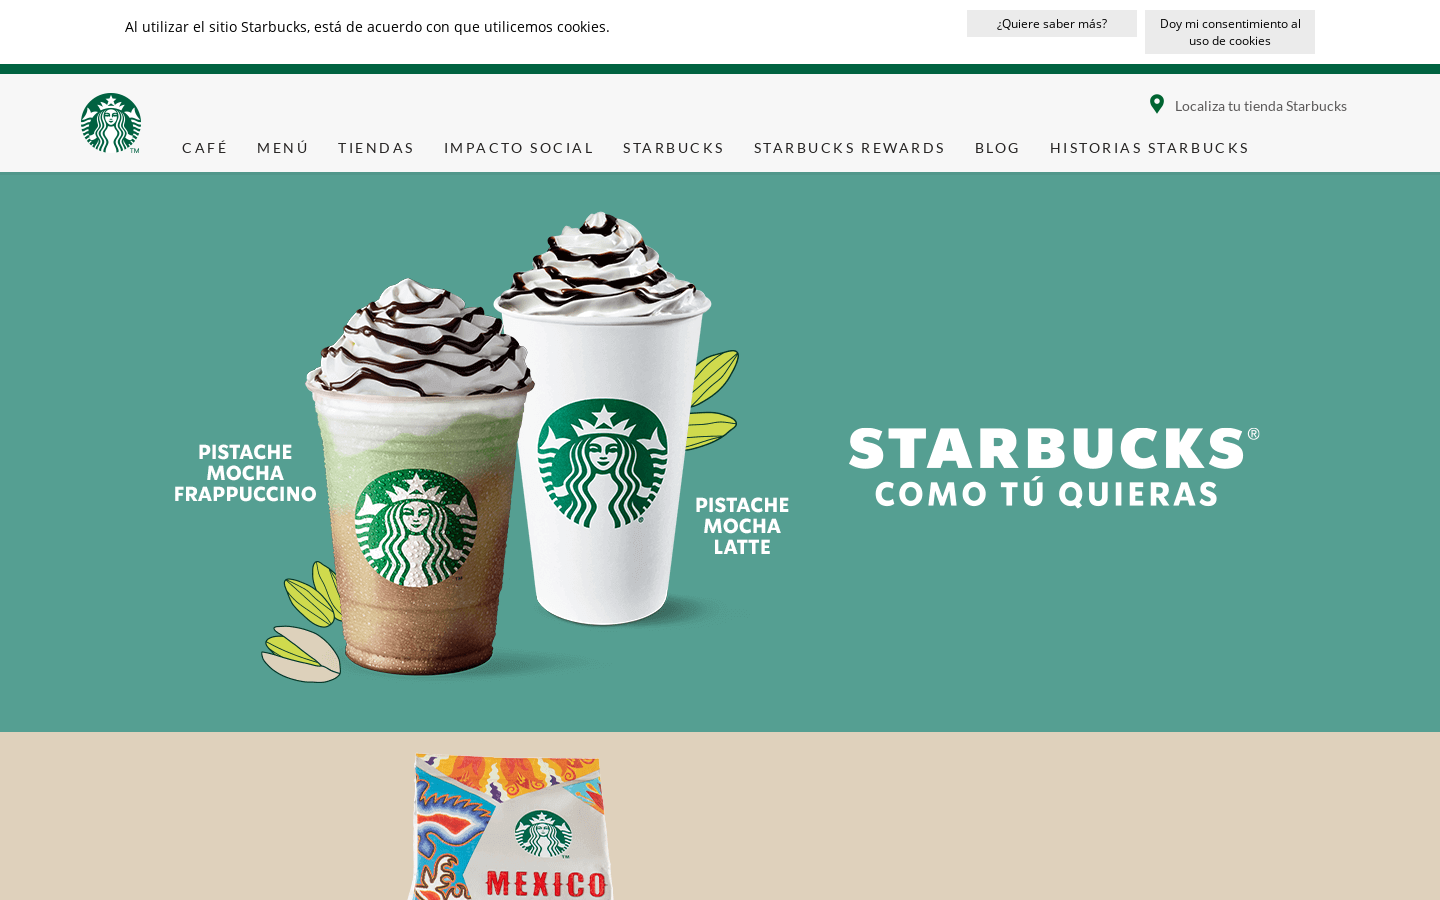 Al utilizar el sitio Starbucks, está de acuerdo con que utilicemos cookies.
¿Quiere saber más?
Doy mi consentimiento al
uso de cookies
Localiza tu tienda Starbucks
CAFÉ
MENÚ
TIENDAS
IMPACTO SOCIAL
STARBUCKS
STARBUCKS REWARDS
BLOG
HISTORIAS STARBUCKS
PISTACHE
MOCHA
FRAPPUCCINO
PISTACHE
MOCHA
LATTE
STARBUCKS®
COMO TÚ QUIERAS
MEXICO